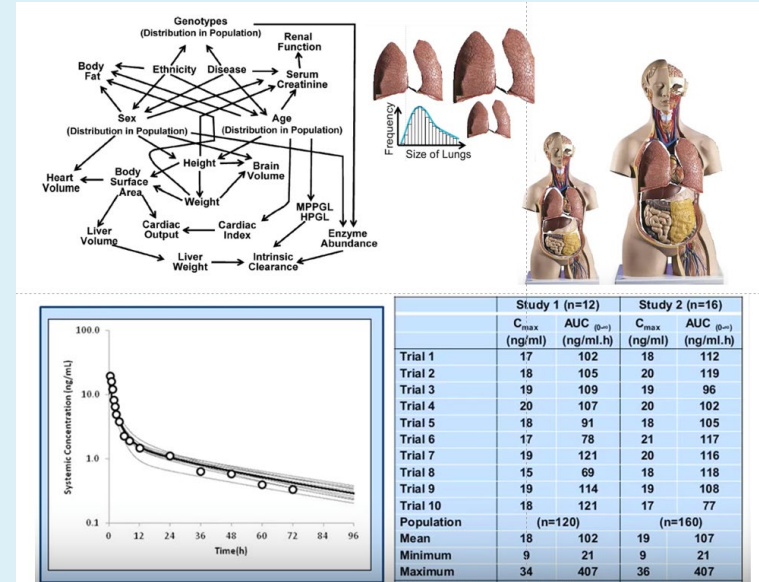 Genotypes
(Distribution in Population)
Renal
Function
Body
Fat
Ethnicity
Disease
Serum
Creatinine
Sex
(Distribution in Population)
Age
(Distribution in Population)
Height
Brain
Volume
Heart
Volume
Body
Surface
Area
Weight
MPPGL
HPGL
Liver
Volume
Cardiac
Output
Cardiac
Index
Enzyme
Abundance
Liver
Weight
Intrinsic
Clearance
Frequency
Size of Lungs
Systemic Concentration (ng/mL)
100.0
10.0
1.0
0.1
0 12 24 36 48 60 72 84 96
Time(h)
Study 1 (n=12) Study 2 (n=16)
Cmax AUC (0-∞) Cmax AUC (0-∞)
(ng/ml) (ng/ml.h) (ng/ml) (ng/ml.h)
Trial 1 17 102 18 112
Trial 2 18 105 20 119
Trial 3 19 109 19 96
Trial 4 20 107 20 102
Trial 5 18 91 18 105
Trial 6 17 78 21 117
Trial 7 19 121 20 116
Trial 8 15 69 18 118
Trial 9 19 114 19 108
Trial 10 18 121 17 77
Population (n=120) (n=160)
Mean 18 102 19 107
Minimum 9 21 9 21
Maximum 34 407 36 407